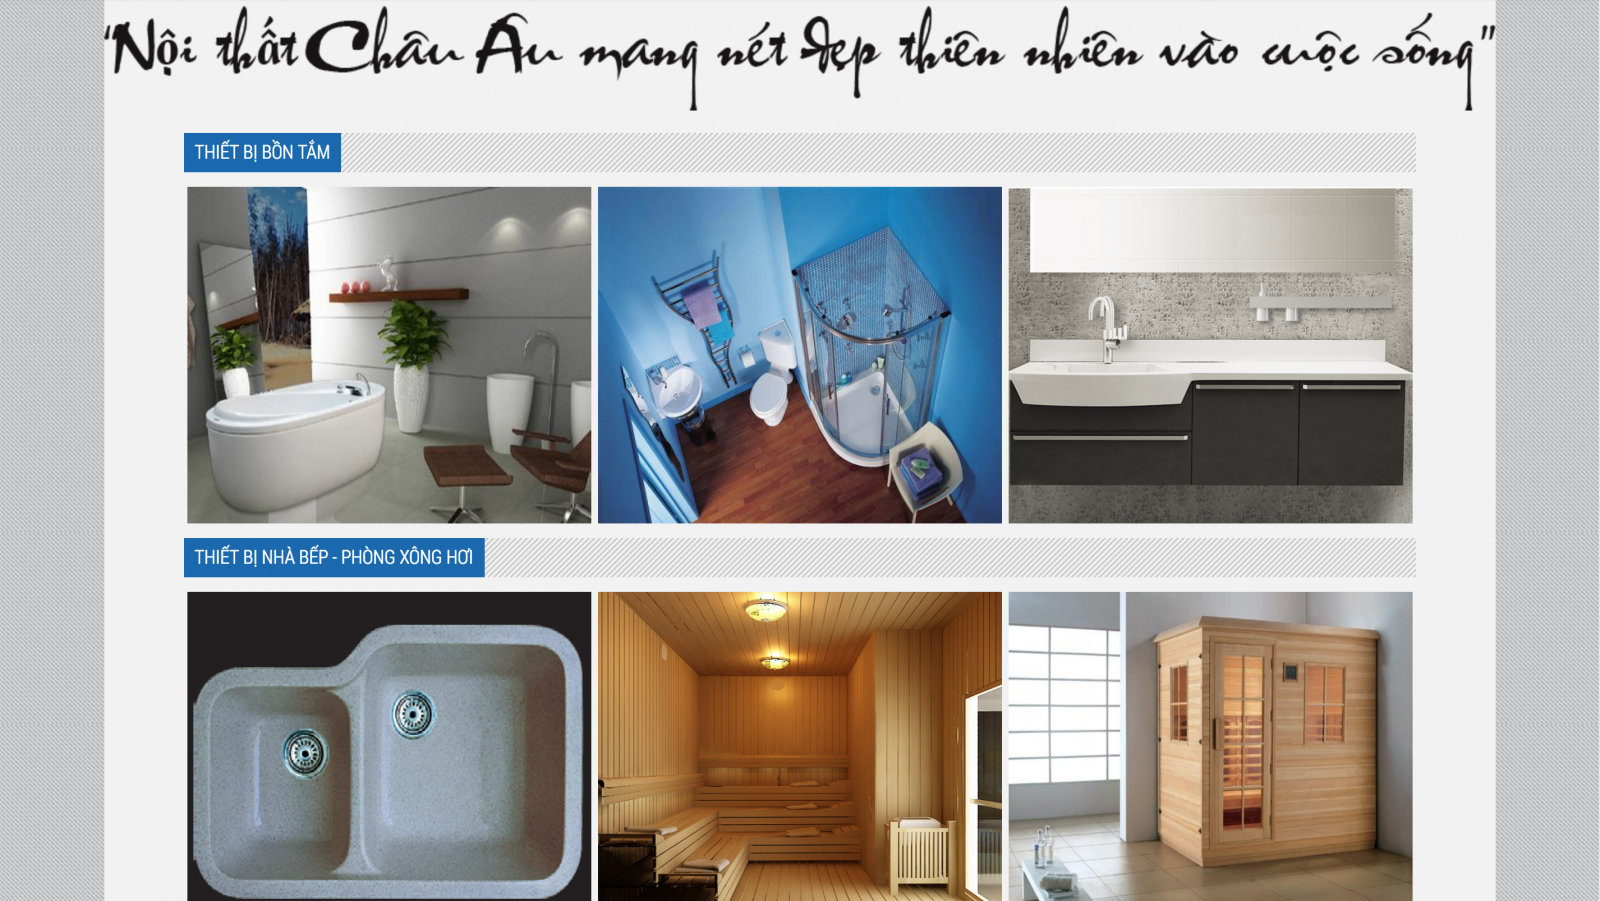 “Nội thất Châu Âu mang nét đẹp thiên nhiên vào cuộc sống”
THIẾT BỊ BỒN TẮM
THIẾT BỊ NHÀ BẾP - PHÒNG XÔNG HƠI